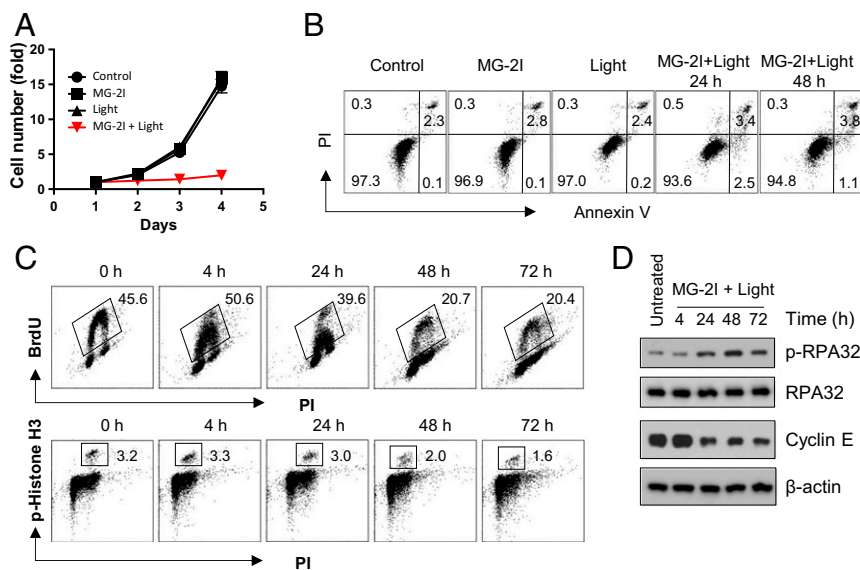 A
Cell number (fold)
20
15
10
5
0
0 1 2 3 4 5
Days
Control
MG-2I
Light
MG-2I + Light
B
Control MG-2I Light MG-2I+Light 24 h MG-2I+Light 48 h
0.3 2.3 0.3 2.8 0.3 2.4 0.5 3.4 0.3 3.8
97.3 0.1 96.9 0.1 97.0 0.2 93.6 2.5 94.8 1.1
PI
Annexin V
C
0 h 4 h 24 h 48 h 72 h
45.6 50.6 39.6 20.7 20.4
BrdU
PI
0 h 4 h 24 h 48 h 72 h
3.2 3.3 3.0 2.0 1.6
p-Histone H3
PI
D
Untreated
MG-2I + Light
4 24 48 72 Time (h)
p-RPA32
RPA32
Cyclin E
β-actin